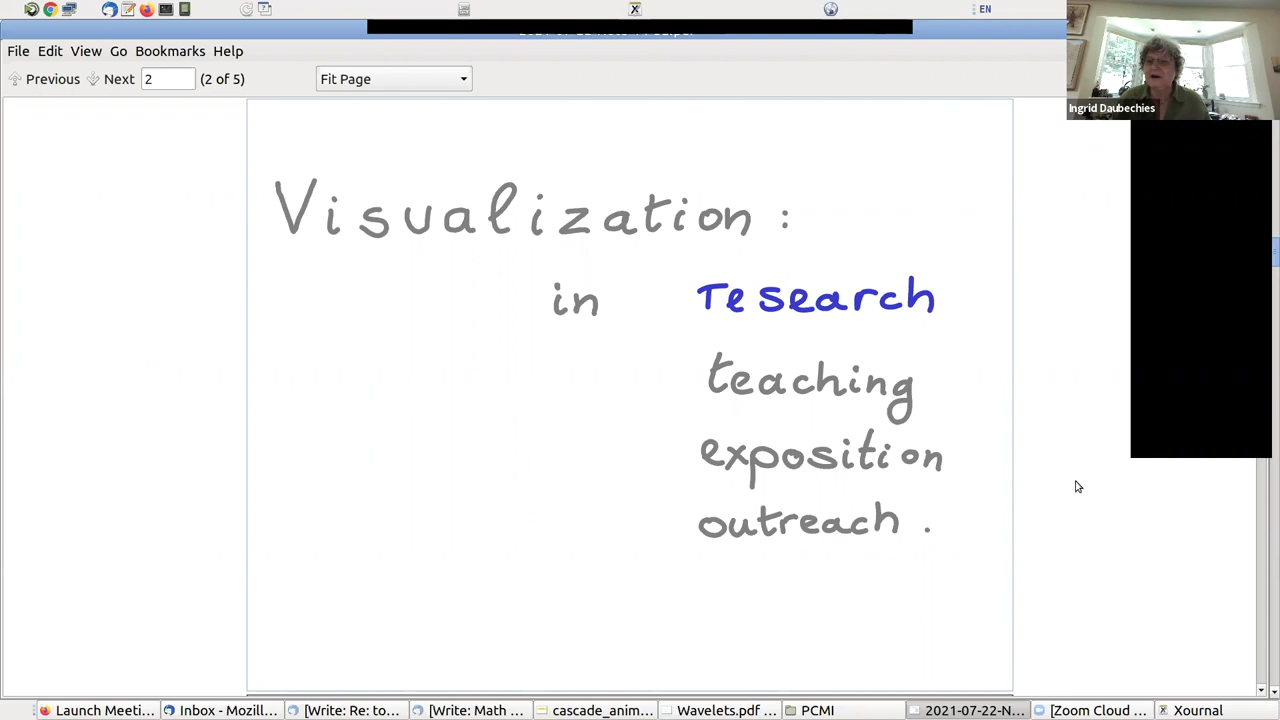 EN
File Edit View Go Bookmarks Help
Previous Next 2 (2 of 5) Fit Page
Ingrid Daubechies
Visualization :
in research
teaching
exposition
outreach .
Launch Meeti... Inbox - Mozill... [Write: Re: to... [Write: Math ... cascade_anim... Wavelets.pdf ... PCMI 2021-07-22-N... [Zoom Cloud ... Xournal